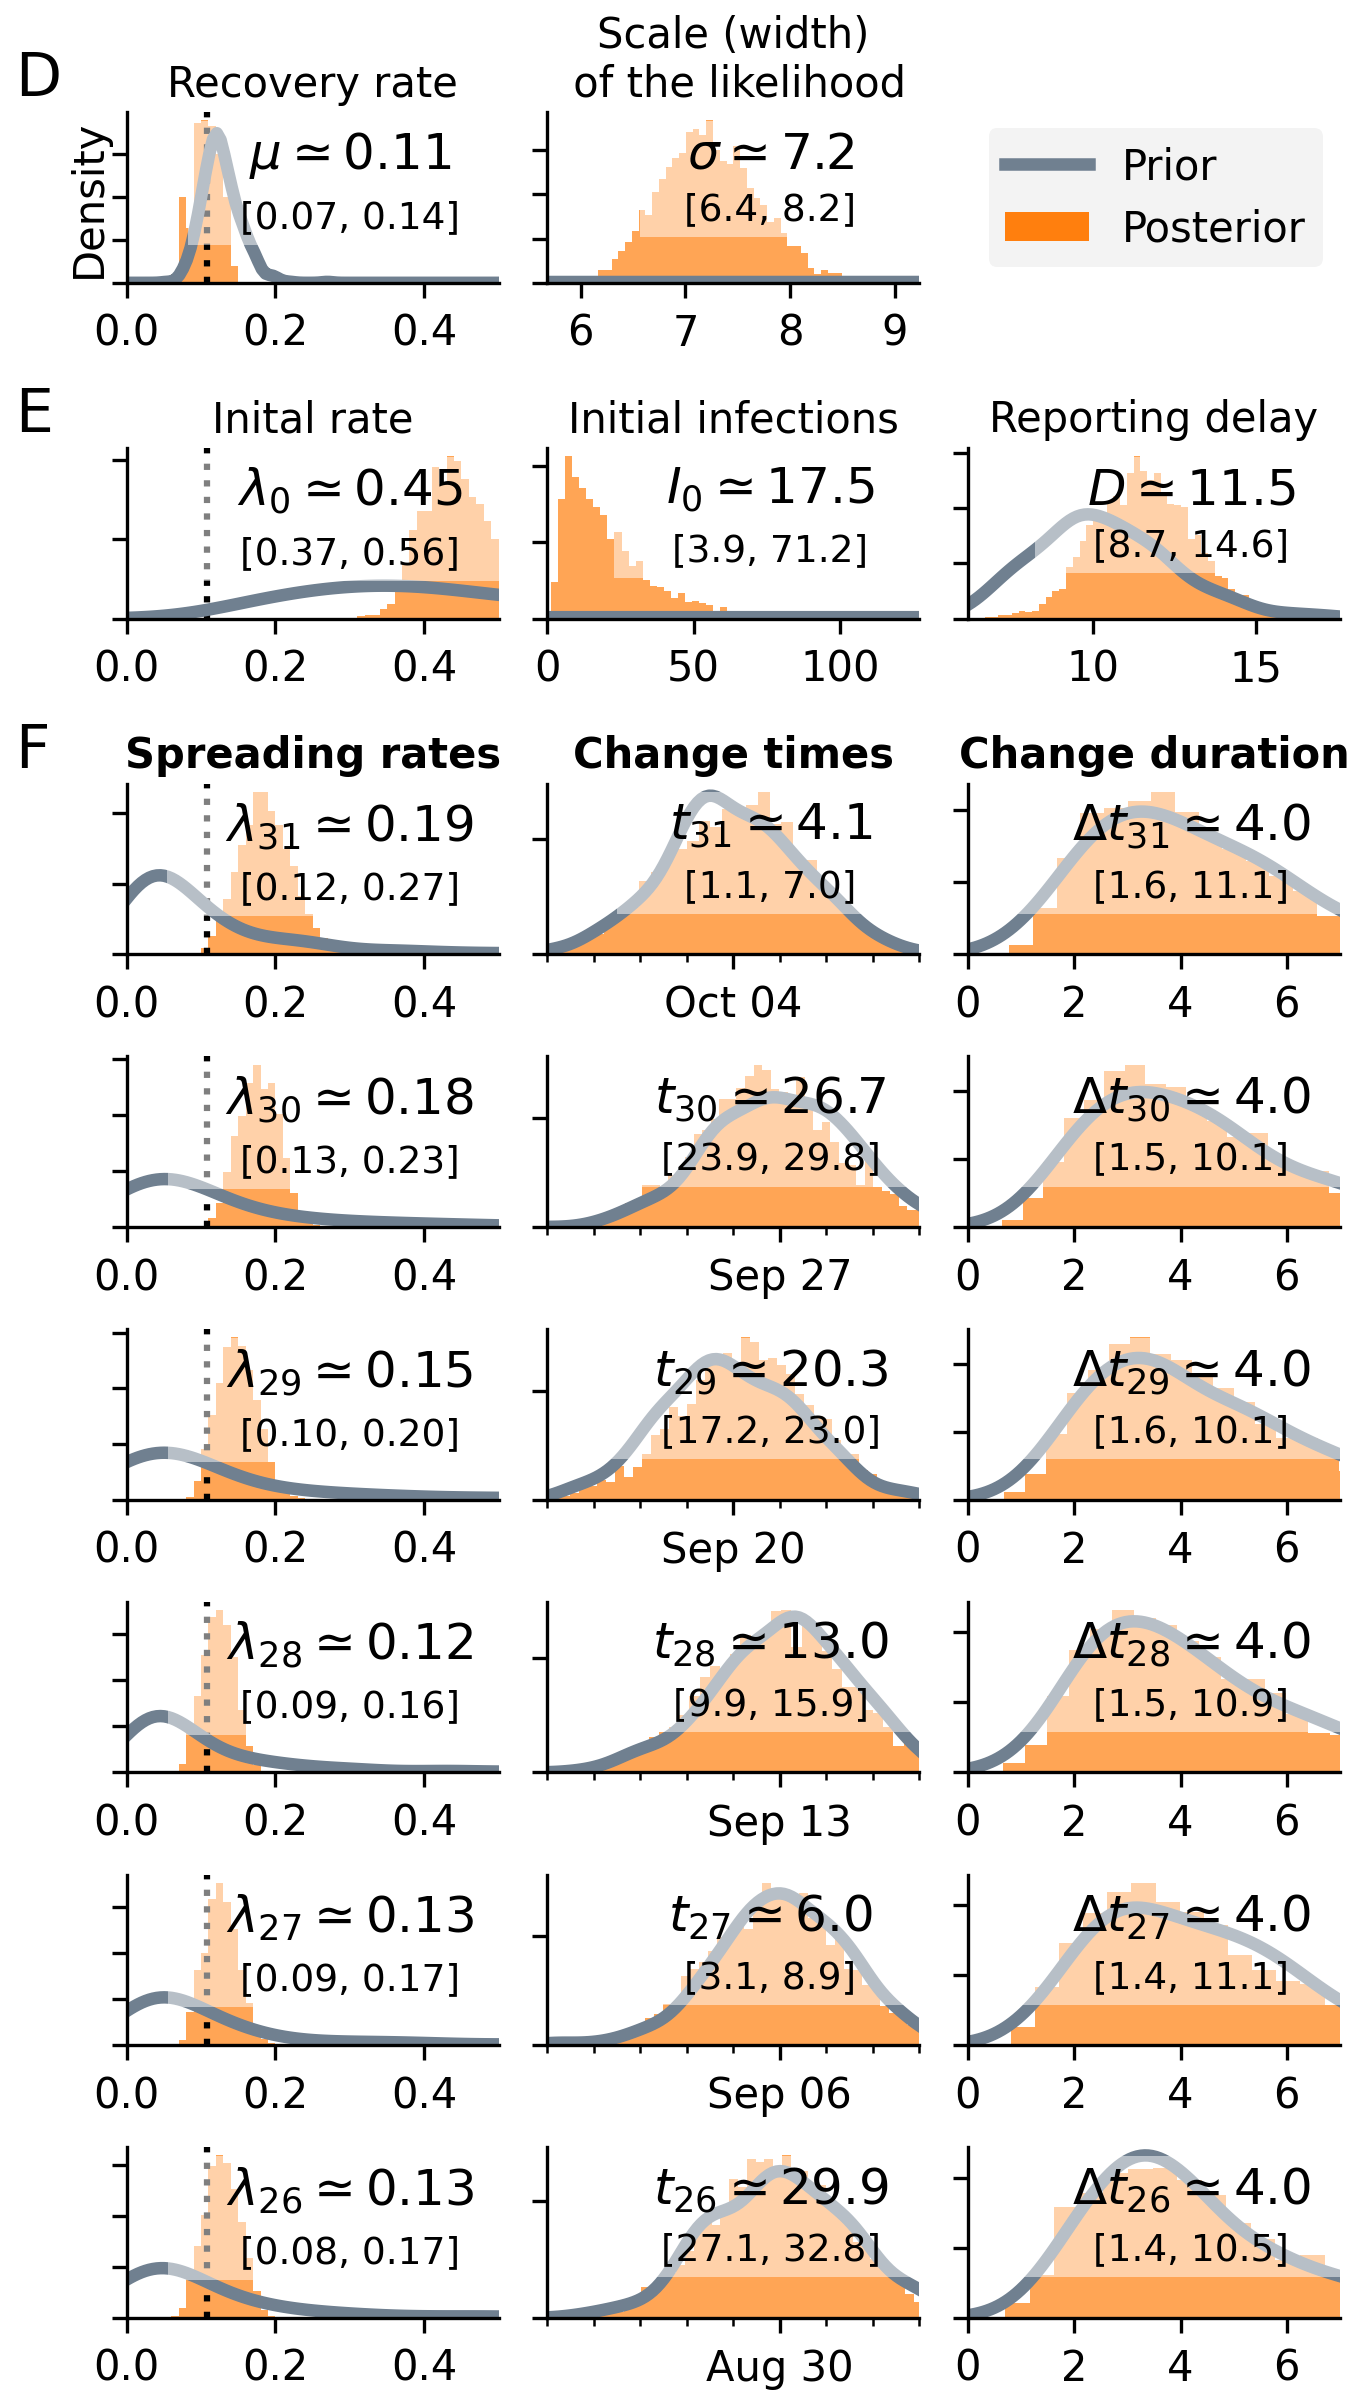 D
Recovery rate
Scale (width)
of the likelihood
Density
μ ≃ 0.11
[0.07, 0.14]
σ ≃ 7.2
[6.4, 8.2]
Prior
Posterior
0.0 0.2 0.4
6 7 8 9
E
Inital rate
Initial infections
Reporting delay
λ₀ ≃ 0.45
[0.37, 0.56]
I₀ ≃ 17.5
[3.9, 71.2]
D ≃ 11.5
[8.7, 14.6]
0.0 0.2 0.4
0 50 100
10 15
F
Spreading rates
Change times
Change duration
λ₃₁ ≃ 0.19
[0.12, 0.27]
t₃₁ ≃ 4.1
[1.1, 7.0]
Δt₃₁ ≃ 4.0
[1.6, 11.1]
0.0 0.2 0.4
Oct 04
0 2 4 6
λ₃₀ ≃ 0.18
[0.13, 0.23]
t₃₀ ≃ 26.7
[23.9, 29.8]
Δt₃₀ ≃ 4.0
[1.5, 10.1]
0.0 0.2 0.4
Sep 27
0 2 4 6
λ₂₉ ≃ 0.15
[0.10, 0.20]
t₂₉ ≃ 20.3
[17.2, 23.0]
Δt₂₉ ≃ 4.0
[1.6, 10.1]
0.0 0.2 0.4
Sep 20
0 2 4 6
λ₂₈ ≃ 0.12
[0.09, 0.16]
t₂₈ ≃ 13.0
[9.9, 15.9]
Δt₂₈ ≃ 4.0
[1.5, 10.9]
0.0 0.2 0.4
Sep 13
0 2 4 6
λ₂₇ ≃ 0.13
[0.09, 0.17]
t₂₇ ≃ 6.0
[3.1, 8.9]
Δt₂₇ ≃ 4.0
[1.4, 11.1]
0.0 0.2 0.4
Sep 06
0 2 4 6
λ₂₆ ≃ 0.13
[0.08, 0.17]
t₂₆ ≃ 29.9
[27.1, 32.8]
Δt₂₆ ≃ 4.0
[1.4, 10.5]
0.0 0.2 0.4
Aug 30
0 2 4 6